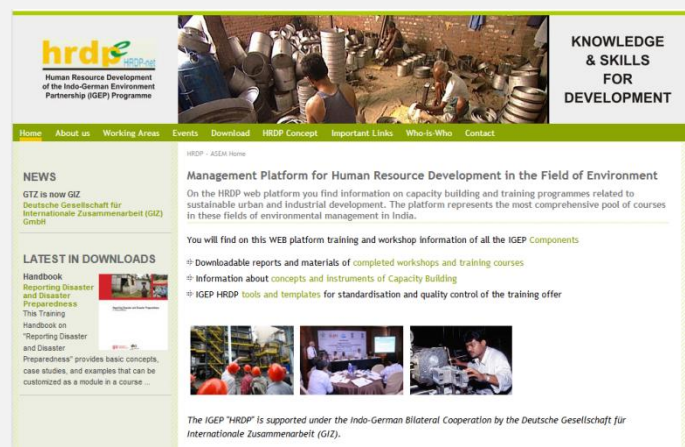 hrdpe
HRDP-net
Human Resource Development
of the Indo-German Environment
Partnership (IGEP) Programme
KNOWLEDGE
& SKILLS
FOR
DEVELOPMENT
Home About us Working Areas Events Download HRDP Concept Important Links Who-Is-Who Contact
NEWS
GTZ is now GIZ
Deutsche Gesellschaft für
Internationale Zusammenarbeit (GIZ)
GmbH
LATEST IN DOWNLOADS
Handbook
Reporting Disaster
and Disaster
Preparedness
This Training
Handbook on
"Reporting Disaster
and Disaster
Preparedness" provides basic concepts,
case studies, and examples that can be
customized as a module in a course ...
HRDP - ASEM Home
Management Platform for Human Resource Development in the Field of Environment
On the HRDP web platform you find information on capacity building and training programmes related to
sustainable urban and industrial development. The platform represents the most comprehensive pool of courses
in these fields of environmental management in India.
You will find on this WEB platform training and workshop information of all the IGEP Components
Downloadable reports and materials of completed workshops and training courses
Information about concepts and instruments of Capacity Building
IGEP HRDP tools and templates for standardisation and quality control of the training offer
The IGEP "HRDP" is supported under the Indo-German Bilateral Cooperation by the Deutsche Gesellschaft für
Internationale Zusammenarbeit (GIZ).